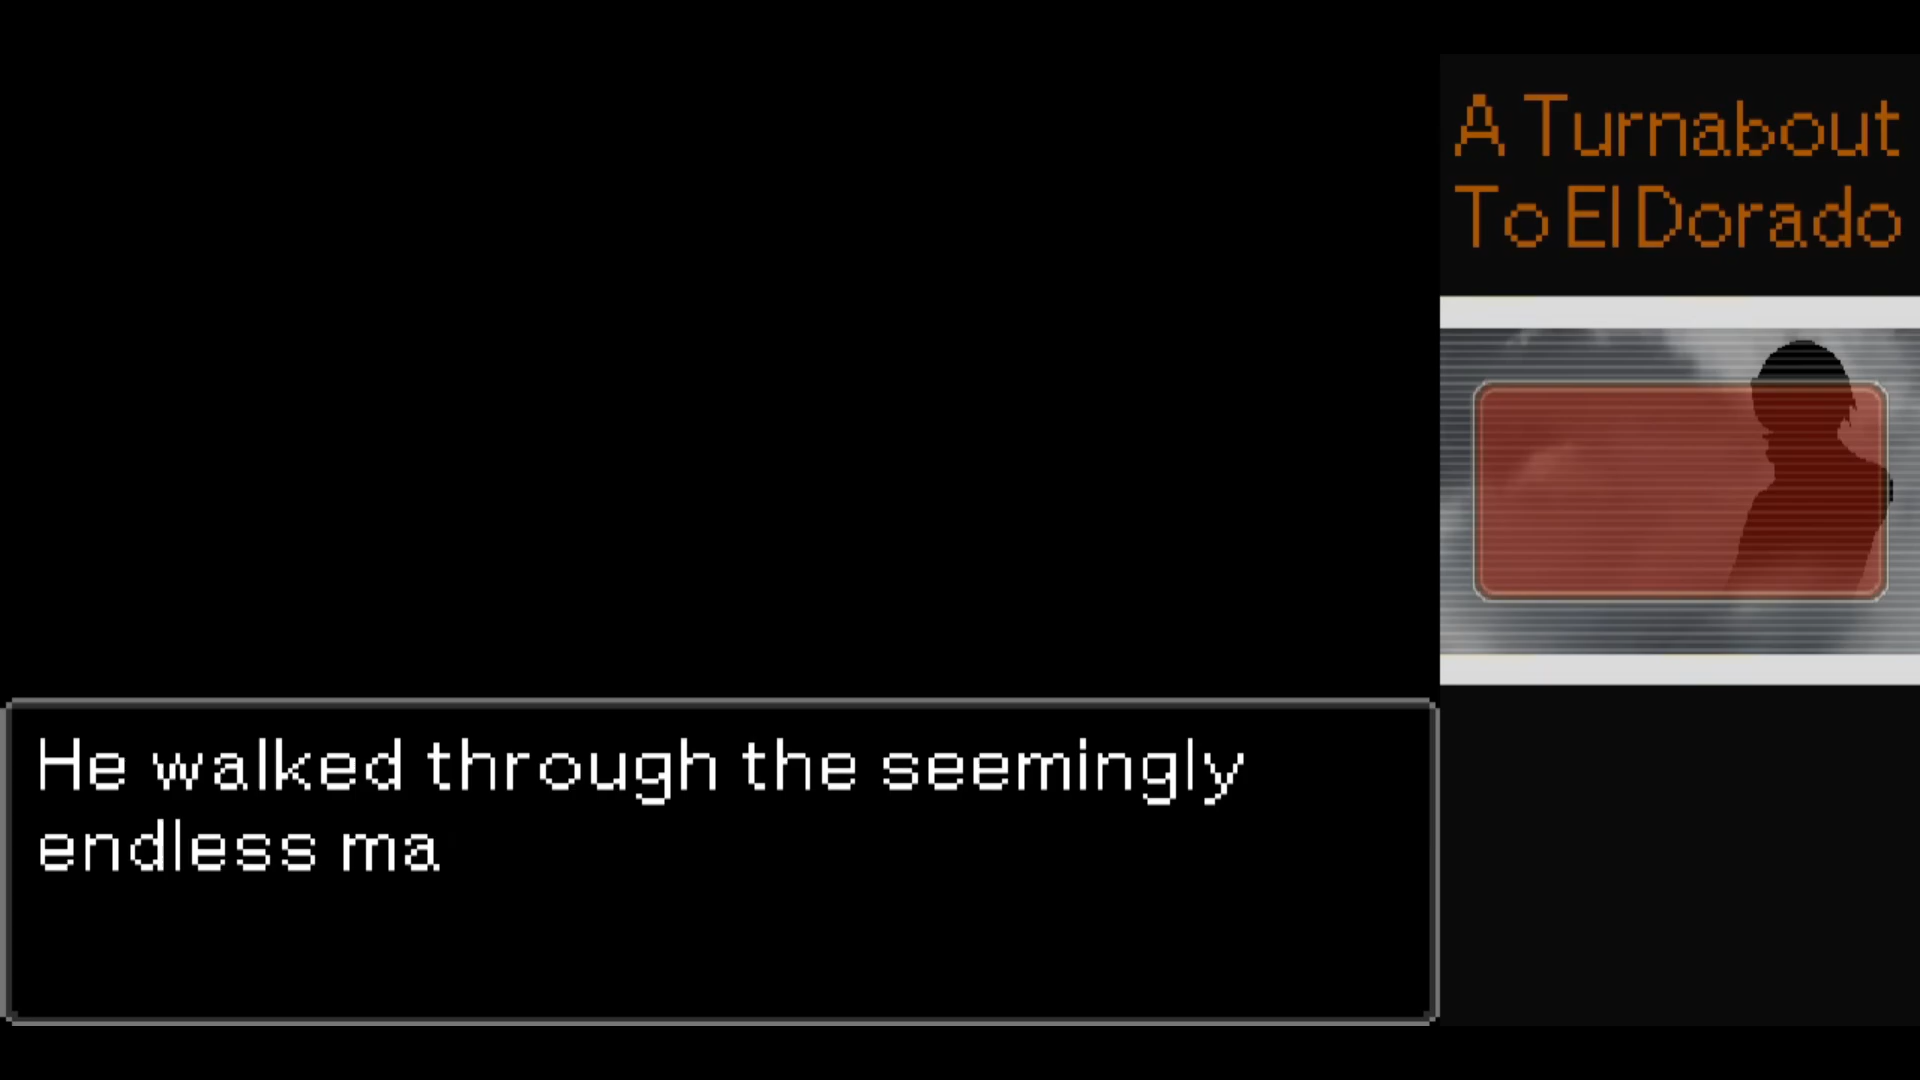 A Turnabout
To El Dorado
He walked through the seemingly
endless ma